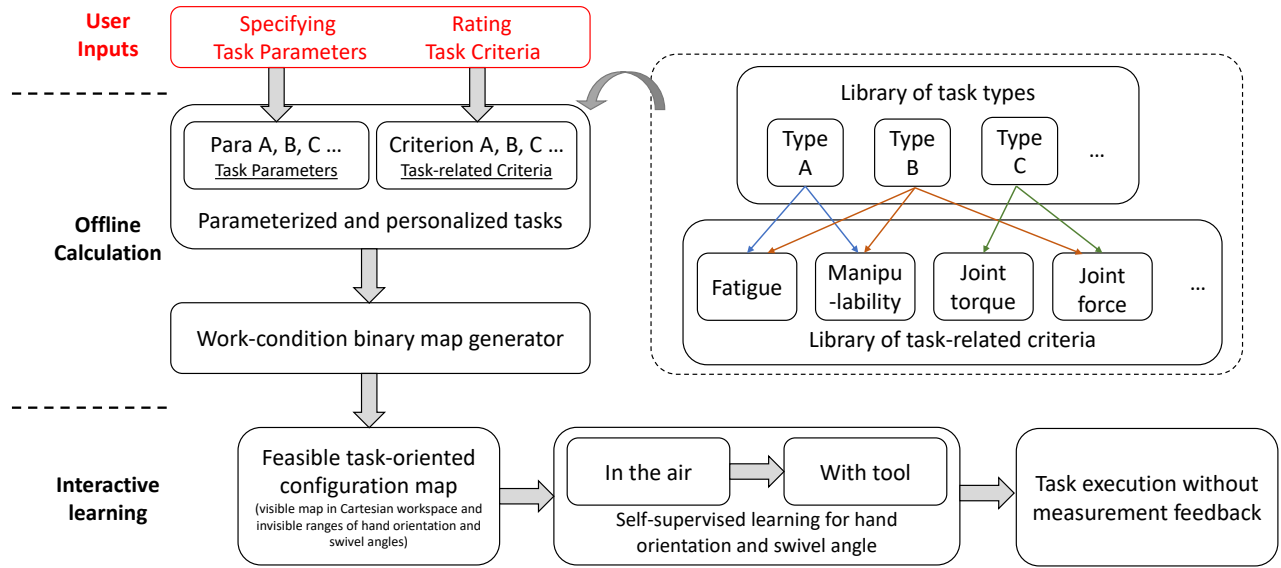 User
Inputs
Specifying
Task Parameters
Rating
Task Criteria
Offline
Calculation
Para A, B, C ...
Task Parameters
Criterion A, B, C ...
Task-related Criteria
Parameterized and personalized tasks
Work-condition binary map generator
Library of task types
Type
A
Type
B
Type
C
...
Fatigue
Manipu
-lability
Joint
torque
Joint
force
...
Library of task-related criteria
Interactive
learning
Feasible task-oriented
configuration map
(visible map in Cartesian workspace and
invisible ranges of hand orientation and
swivel angles)
In the air
With tool
Self-supervised learning for hand
orientation and swivel angle
Task execution without
measurement feedback